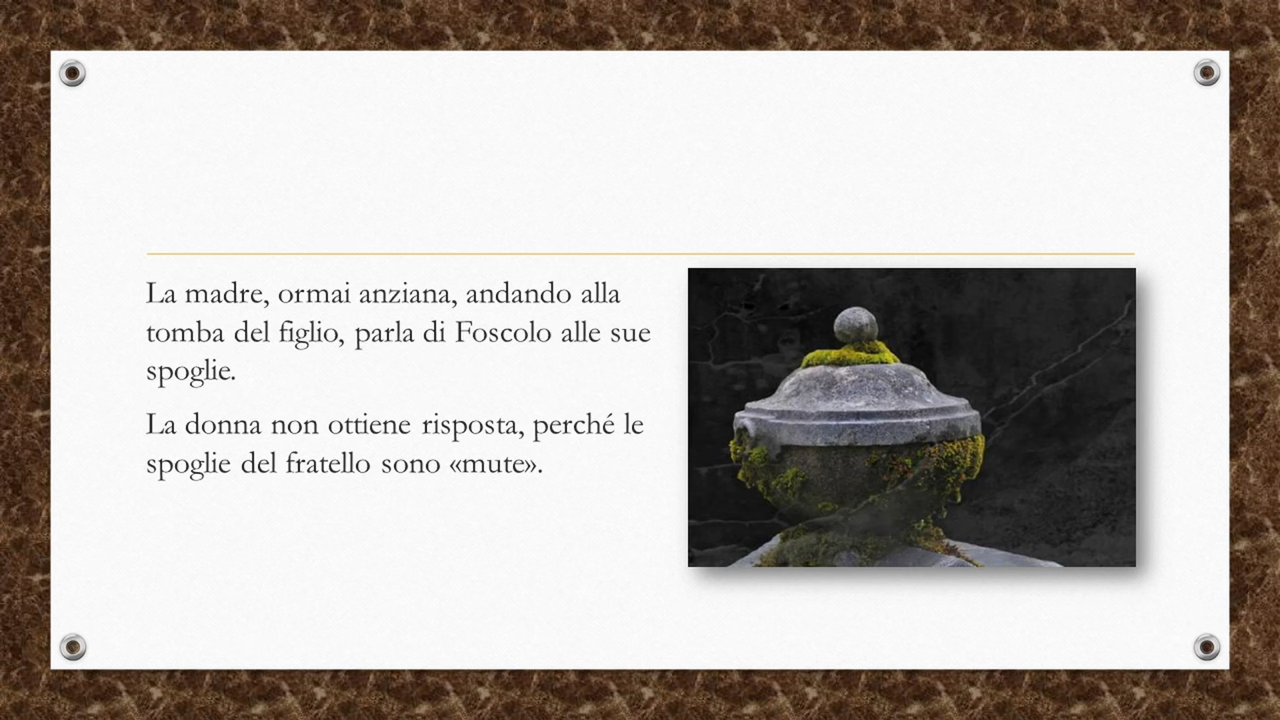 La madre, ormai anziana, andando alla
tomba del figlio, parla di Foscolo alle sue
spoglie.
La donna non ottiene risposta, perché le
spoglie del fratello sono «mute».